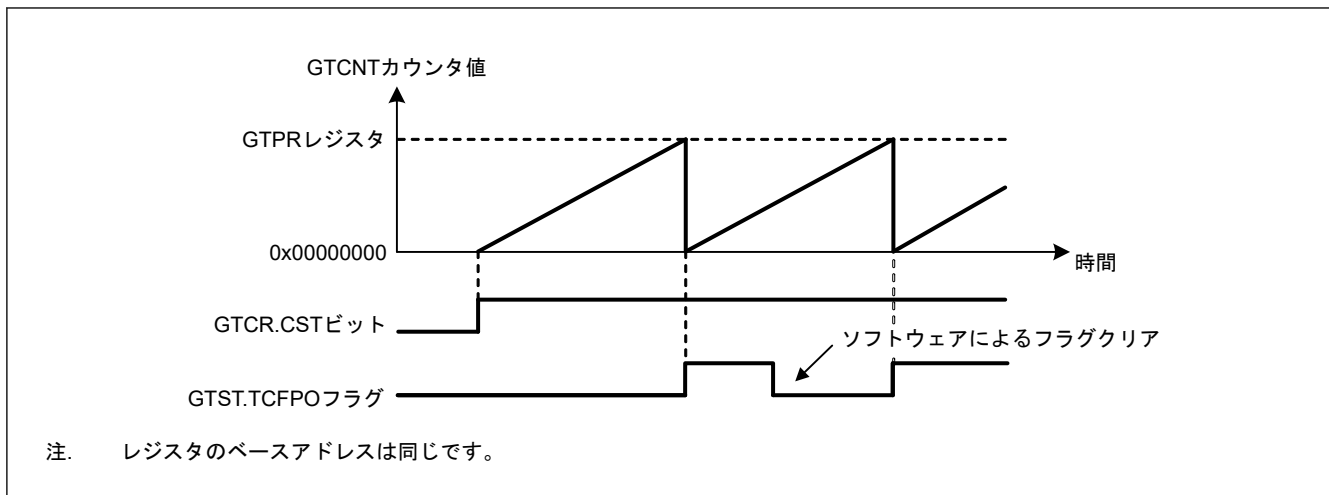 GTCNTカウンタ値
GTPRレジスタ
0x00000000
時間
GTCR.CSTビット
ソフトウェアによるフラグクリア
GTST.TCFPOフラグ
注. レジスタのベースアドレスは同じです。